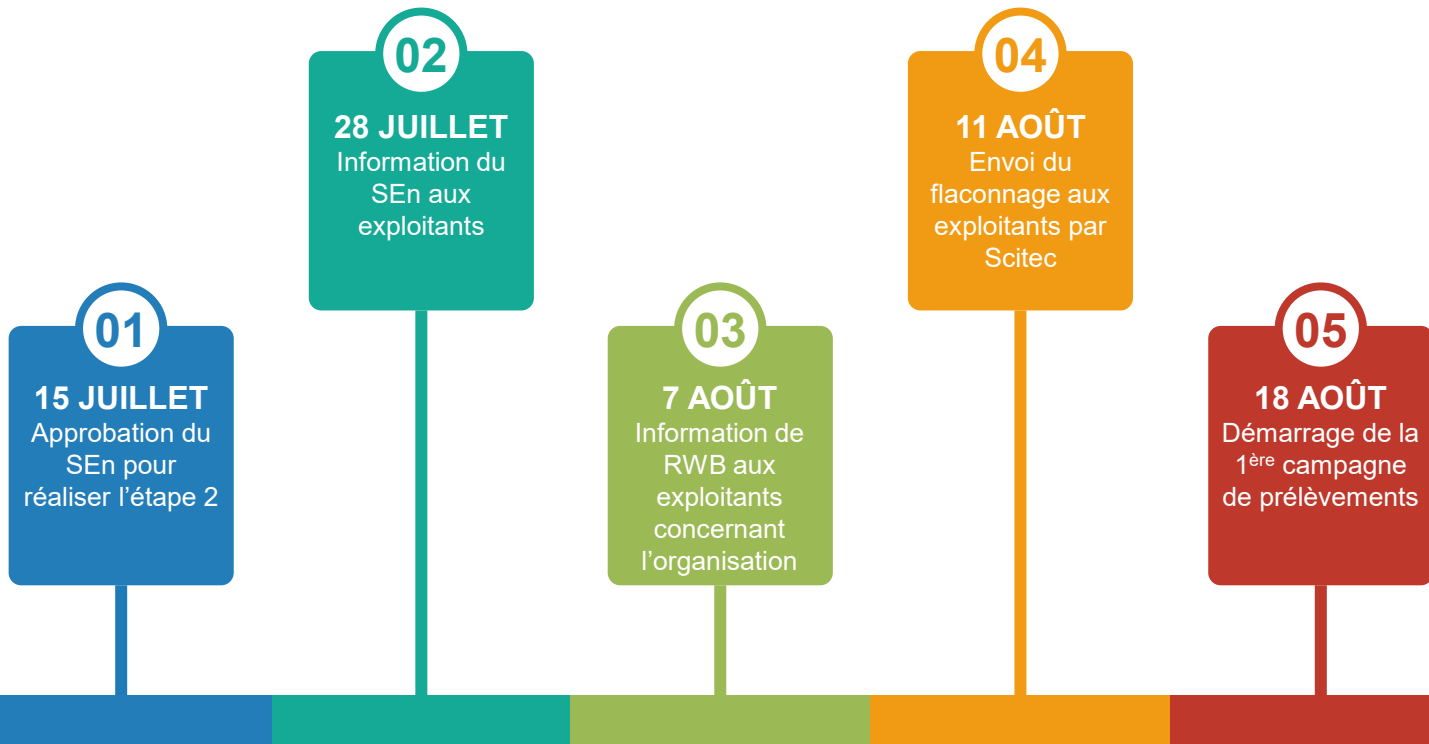 01
15 JUILLET
Approbation du
SEn pour
réaliser l’étape 2
02
28 JUILLET
Information du
SEn aux
exploitants
03
7 AOÛT
Information de
RWB aux
exploitants
concernant
l’organisation
04
11 AOÛT
Envoi du
flaconnage aux
exploitants par
Scitec
05
18 AOÛT
Démarrage de la
1ère campagne
de prélèvements